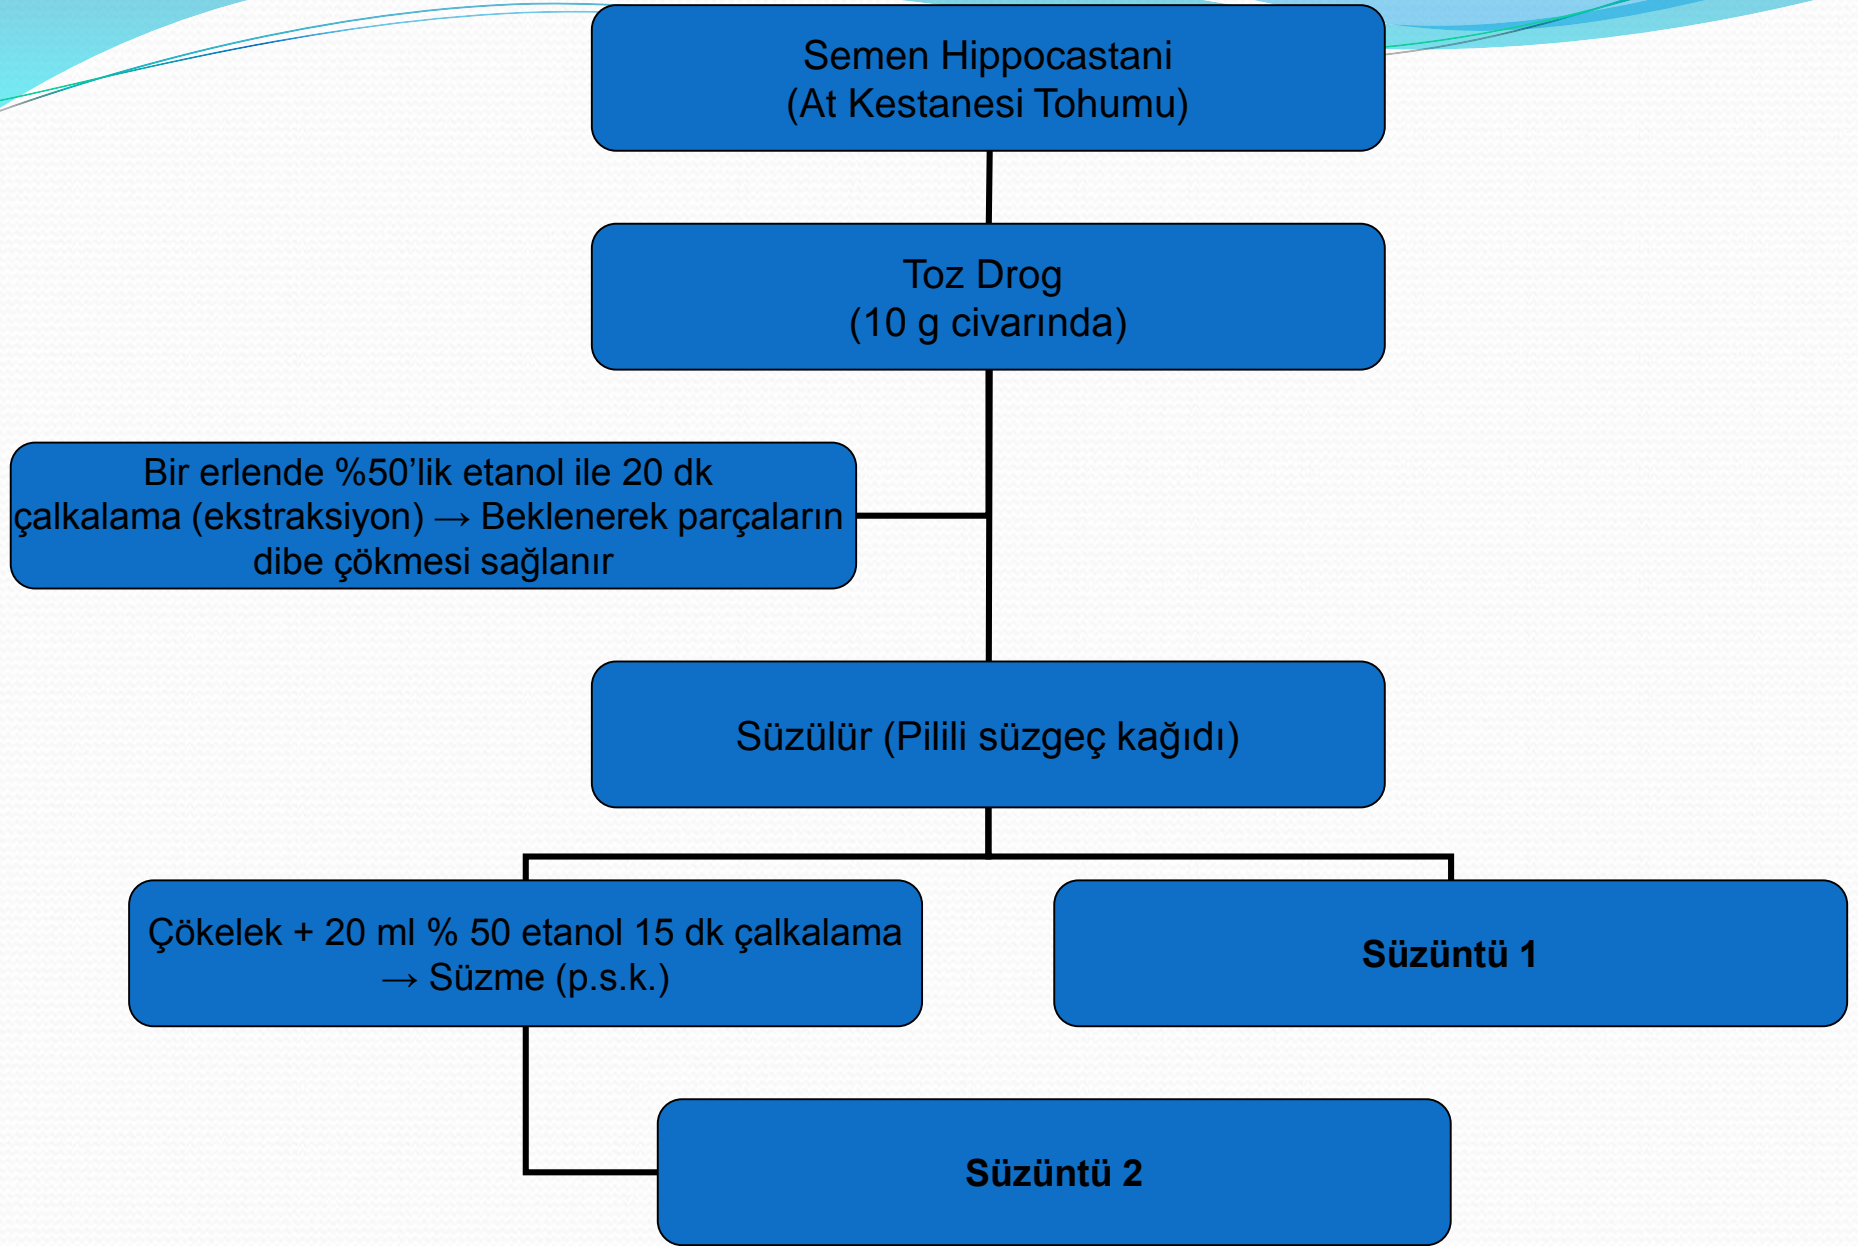 Semen Hippocastani
(At Kestanesi Tohumu)
Toz Drog
(10 g civarında)
Bir erlende %50’lik etanol ile 20 dk
çalkalama (ekstraksiyon) → Beklenerek parçaların
dibe çökmesi sağlanır
Süzülür (Pilili süzgeç kağıdı)
Çökelek + 20 ml % 50 etanol 15 dk çalkalama
→ Süzme (p.s.k.)
Süzüntü 1
Süzüntü 2